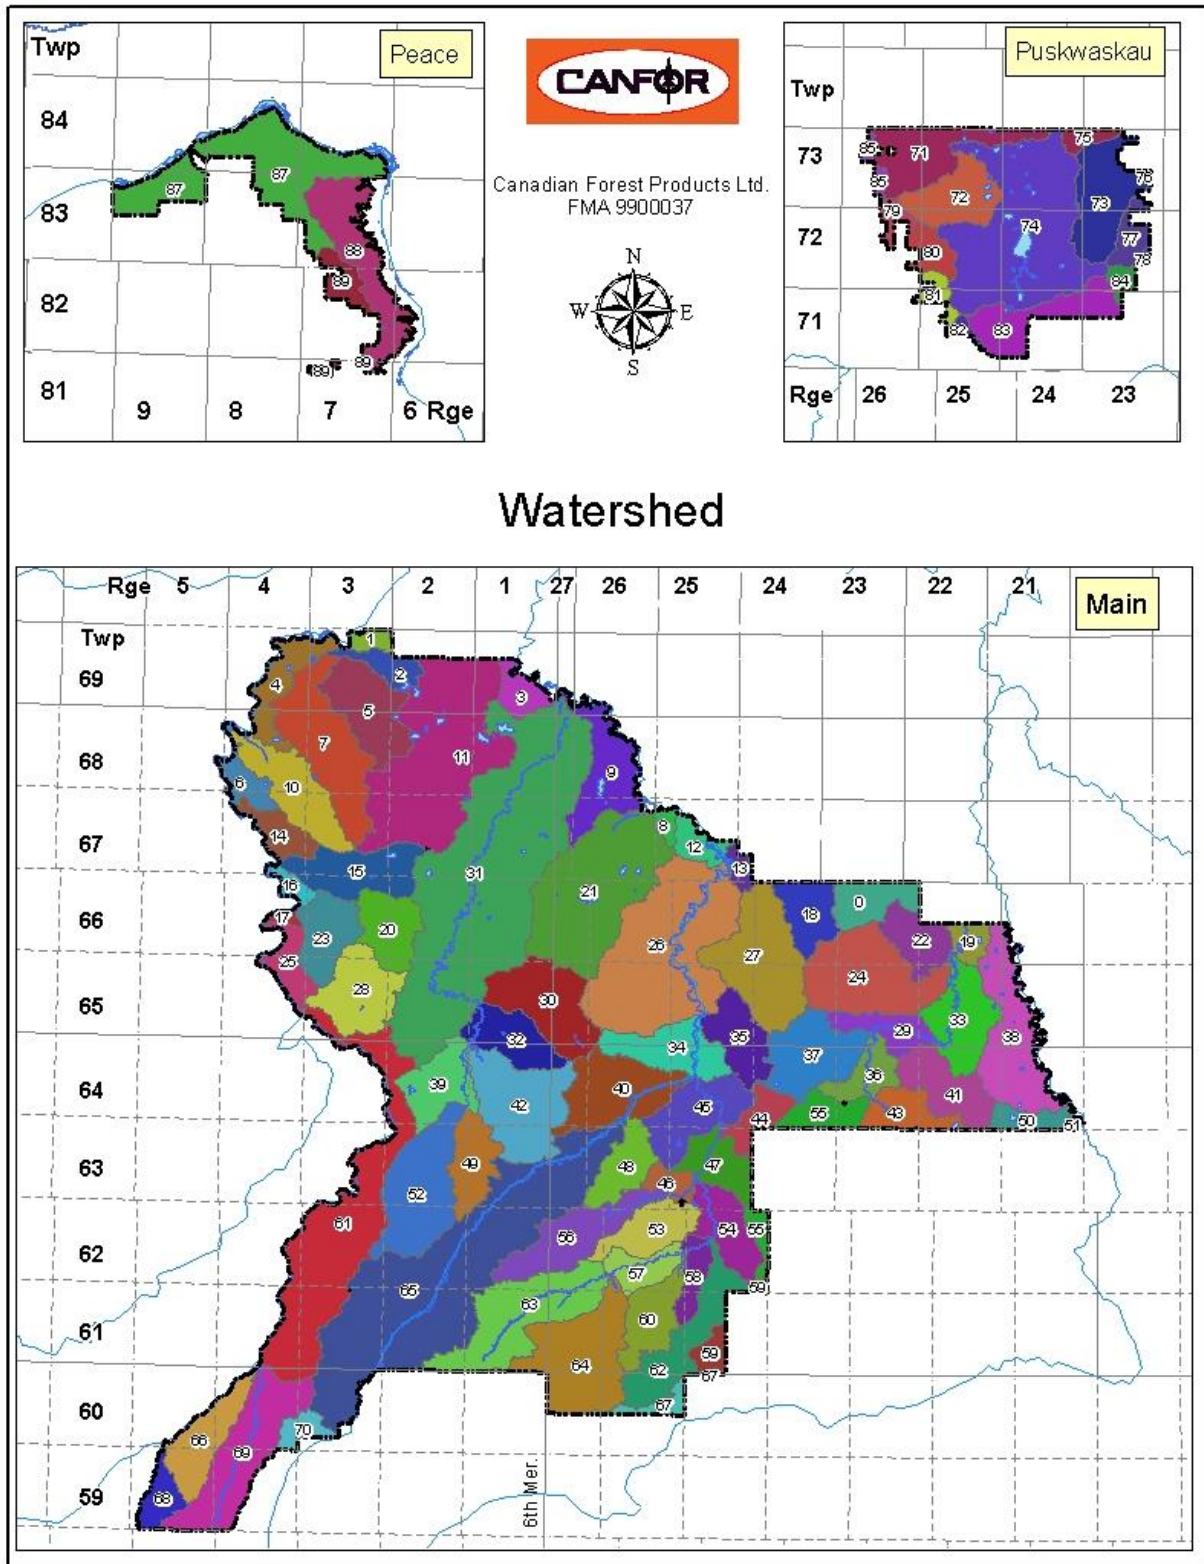 Twp
Peace
84
83
82
81
9 8 7 6 Rge
87
87
88
89
89
(89)
CANFOR
Canadian Forest Products Ltd.
FMA 9900037
N
W E
S
Puskwaskau
Twp
73
72
71
Rge 26 25 24 23
75
85 71
76
85
72 73
79 74
77
80 78
84
81
82 83
Watershed
Rge 5 4 3 2 1 27 26 25 24 23 22 21
Main
Twp
69
68
67
66
65
64
63
62
61
60
59
1
2
4 3
5
7
11
9
6 10
8
14 12
15 31 13
16 21
18 0
17 20
23 26 22 19
25 27
28 30 24
32 35 29 33 38
34 37
39 40 36
42 41
45 44 55 43 50 51
49 48 47
52 46
61 56 53 54 55
57 58
65 63 59
60
64 62 59
67
67
70
66 69
68
6th Mer.